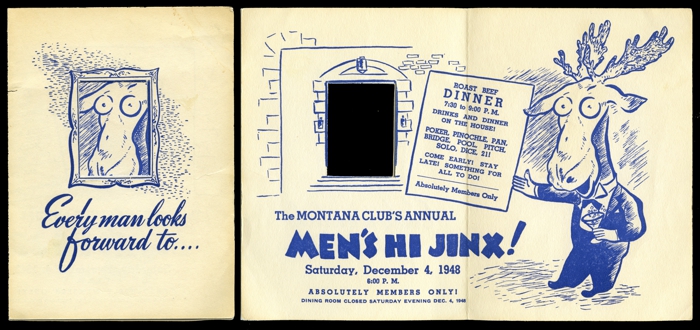 Every man looks
forward to....
ROAST BEEF
DINNER
7:30 to 9:00 P. M.
DRINKS AND DINNER
ON THE HOUSE!
POKER, PINOCHLE, PAN,
BRIDGE, POOL, PITCH,
SOLO, DICE, 21!
COME EARLY! STAY
LATE! SOMETHING FOR
ALL TO DO!
Absolutely Members Only
The MONTANA CLUB'S ANNUAL
MEN'S HI JINX!
Saturday, December 4, 1948
6:00 P. M.
ABSOLUTELY MEMBERS ONLY!
DINING ROOM CLOSED SATURDAY EVENING DEC. 4, 1948